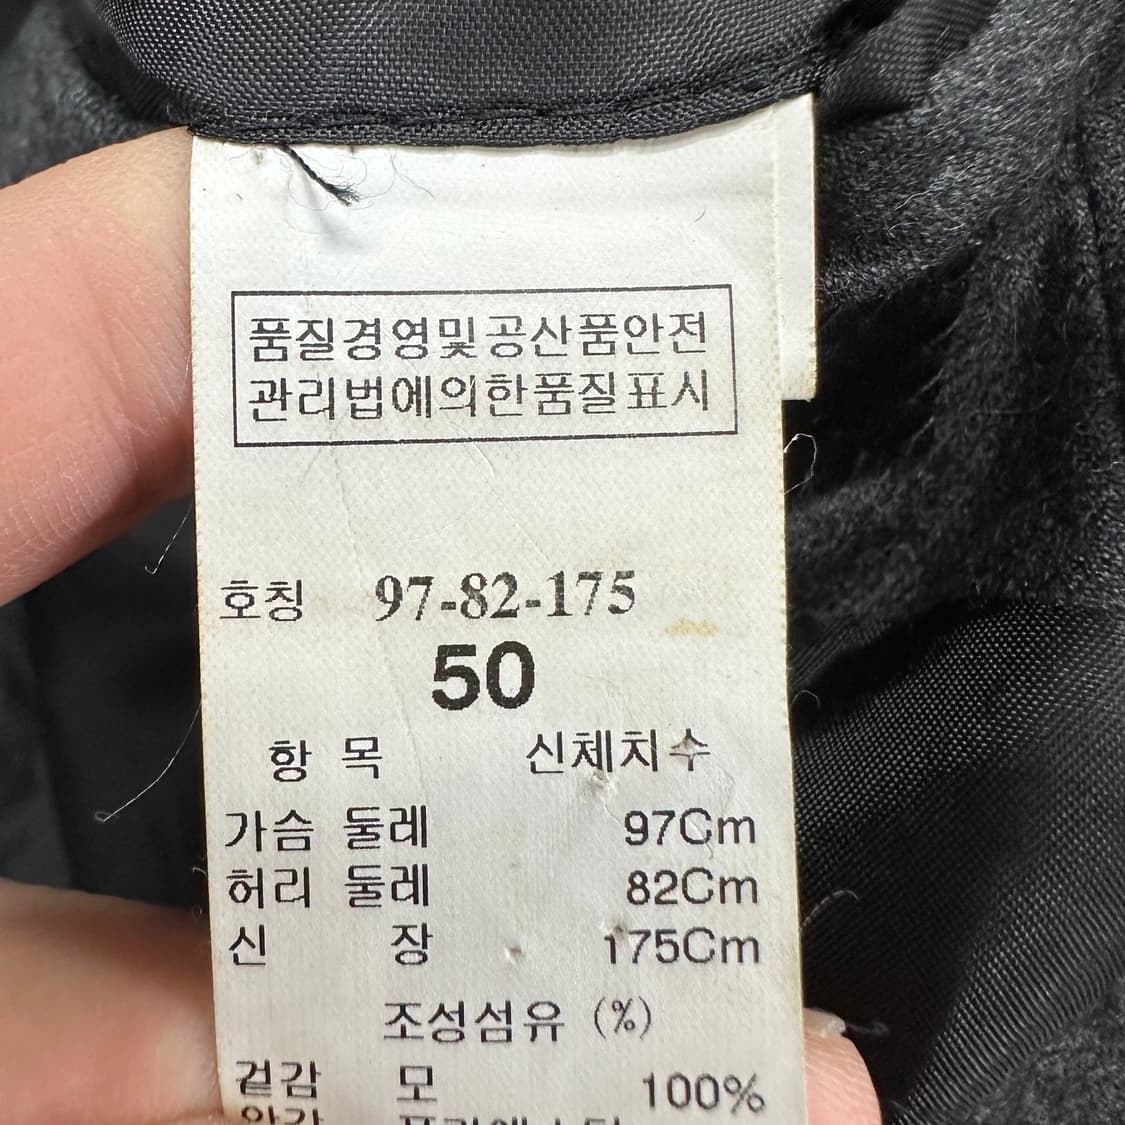 품질경영및공산품안전
관리법에의한품질표시
호칭 97-82-175
50
항 목 신체치수
가슴 둘레 97Cm
허리 둘레 82Cm
신 장 175Cm
조성섬유 (%)
겉감 모 100%